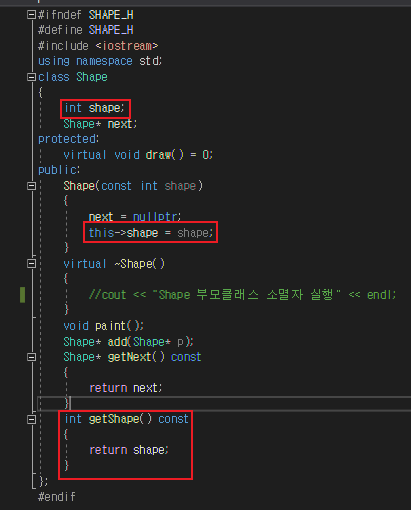 #ifndef SHAPE_H
#define SHAPE_H
#include <iostream>
using namespace std;
class Shape
{
int shape;
Shape* next;
protected:
virtual void draw() = 0;
public:
Shape(const int shape)
{
next = nullptr;
this->shape = shape;
}
virtual ~Shape()
{
//cout << "Shape 부모클래스 소멸자 실행" << endl;
}
void paint();
Shape* add(Shape* p);
Shape* getNext() const
{
return next;
}
int getShape() const
{
return shape;
}
};
#endif